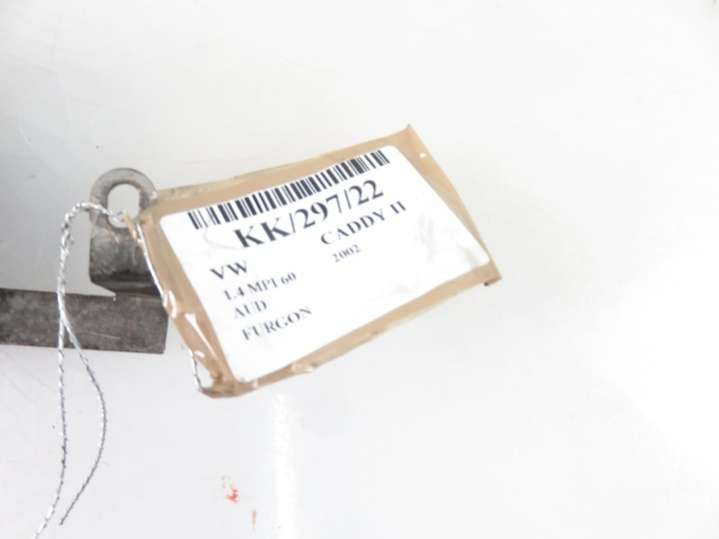 KK/297/22
VW CADDY II
1.4 MPI 60 2002
AUD
FURGON